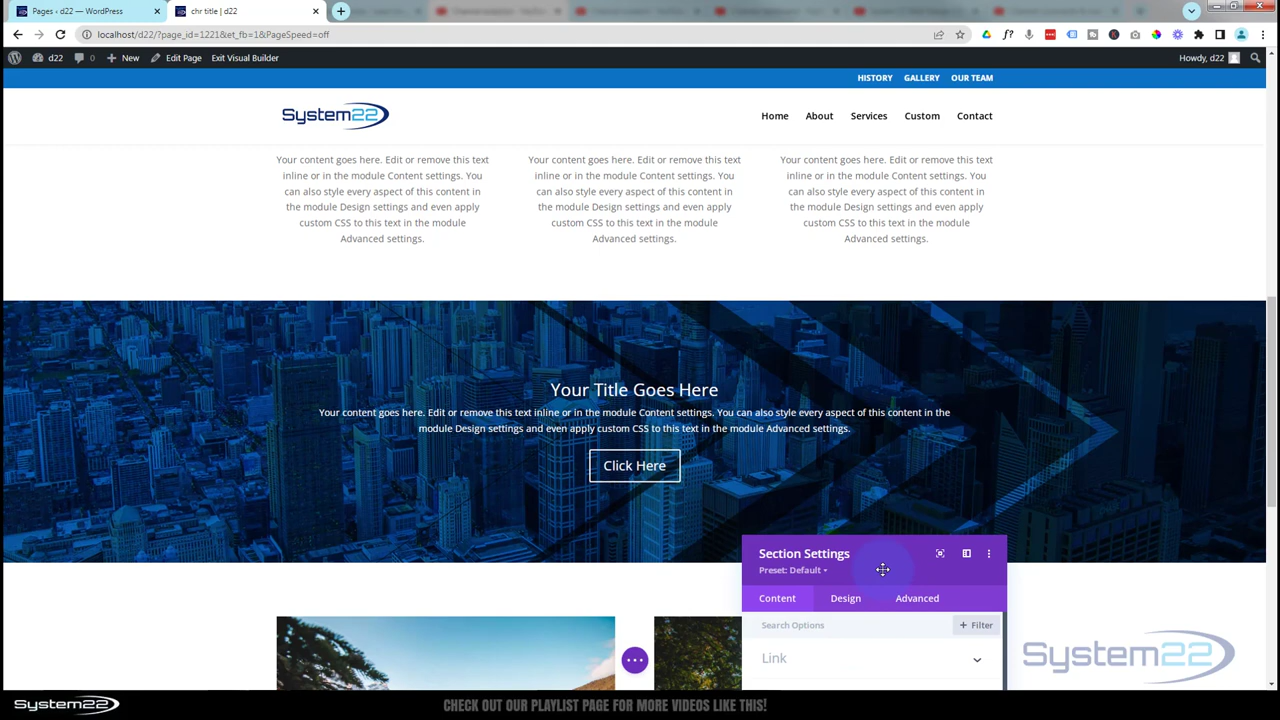 Pages ‹ d22 — WordPress
chr title | d22
localhost/d22/?page_id=1221&et_fb=1&PageSpeed=off
d22
0
New
Edit Page
Exit Visual Builder
Howdy, d22
HISTORY
GALLERY
OUR TEAM
System22
Home
About
Services
Custom
Contact
Your content goes here. Edit or remove this text
inline or in the module Content settings. You
can also style every aspect of this content in
the module Design settings and even apply
custom CSS to this text in the module
Advanced settings.
Your content goes here. Edit or remove this text
inline or in the module Content settings. You
can also style every aspect of this content in
the module Design settings and even apply
custom CSS to this text in the module
Advanced settings.
Your content goes here. Edit or remove this text
inline or in the module Content settings. You
can also style every aspect of this content in
the module Design settings and even apply
custom CSS to this text in the module
Advanced settings.
Your Title Goes Here
Your content goes here. Edit or remove this text inline or in the module Content settings. You can also style every aspect of this content in the
module Design settings and even apply custom CSS to this text in the module Advanced settings.
Click Here
Section Settings
Preset: Default
Content
Design
Advanced
Search Options
+ Filter
Link
System22
System22
CHECK OUT OUR PLAYLIST PAGE FOR MORE VIDEOS LIKE THIS!